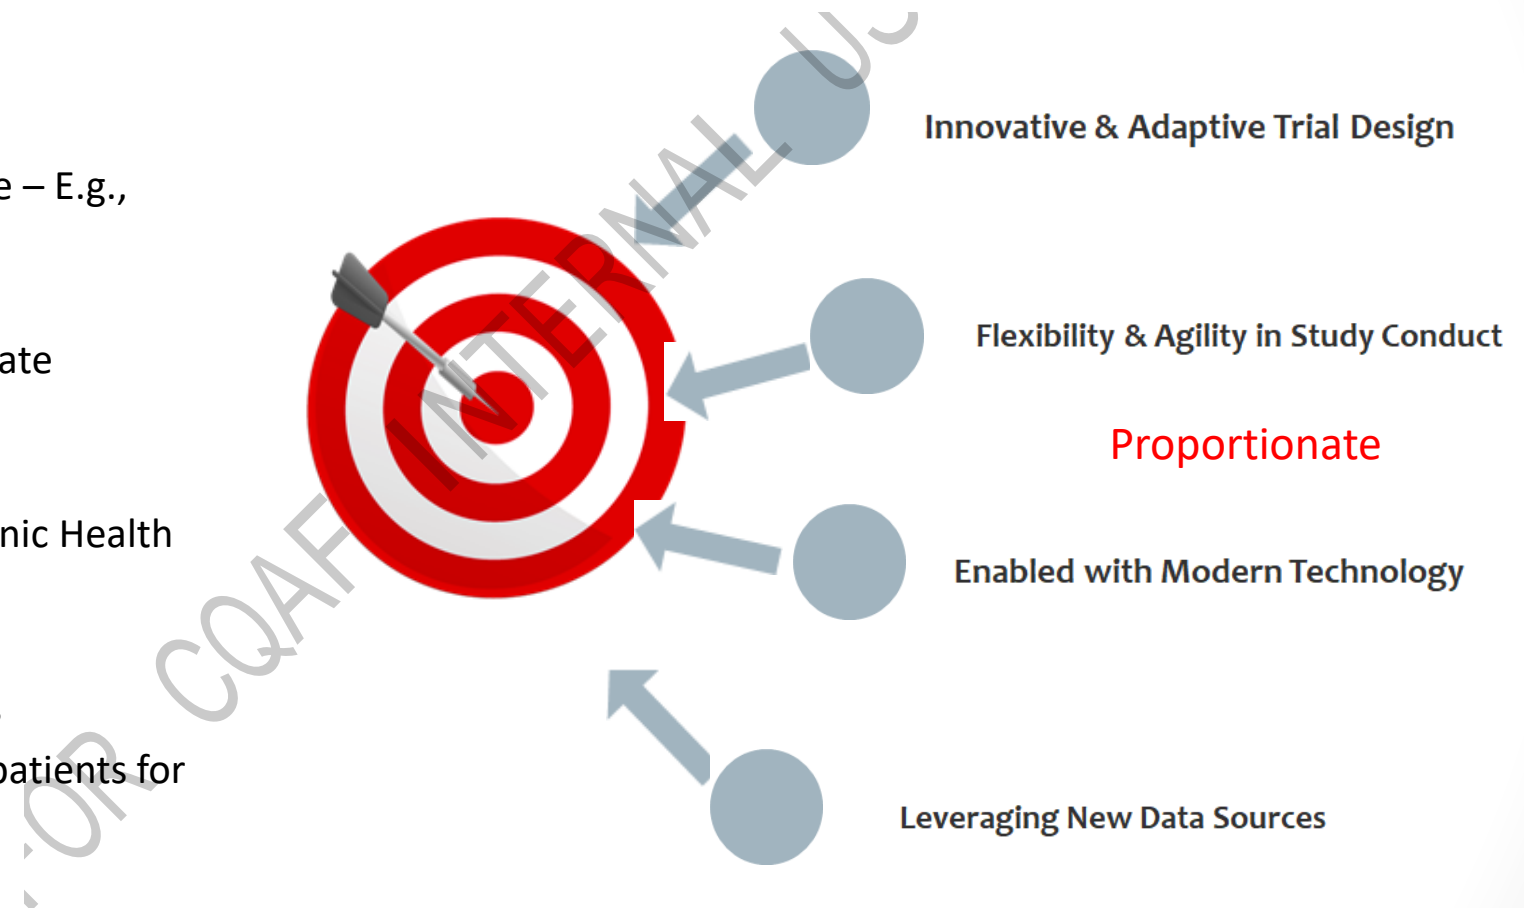 Innovative & Adaptive Trial Design
e – E.g.,
Flexibility & Agility in Study Conduct
ate
Proportionate
nic Health
Enabled with Modern Technology
patients for
Leveraging New Data Sources
FOR CQAF INTERNAL US